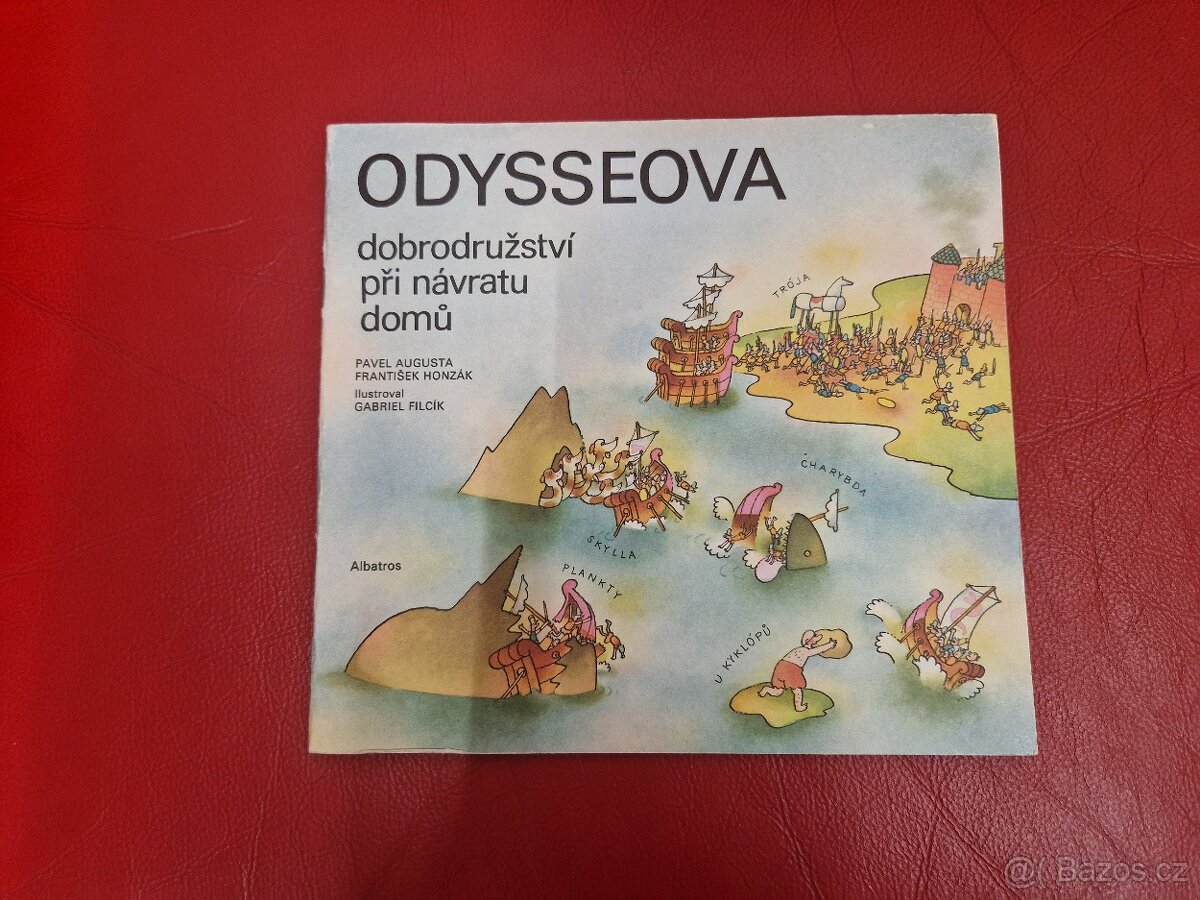 ODYSSEOVA
dobrodružství
při návratu
domů
PAVEL AUGUSTA
FRANTIŠEK HONZÁK
Ilustroval
GABRIEL FILCÍK
TRÓJA
CHARYBDA
SKYLLA
Albatros
PLANKTY
U KYKLÓPŮ
@( Bazos.cz